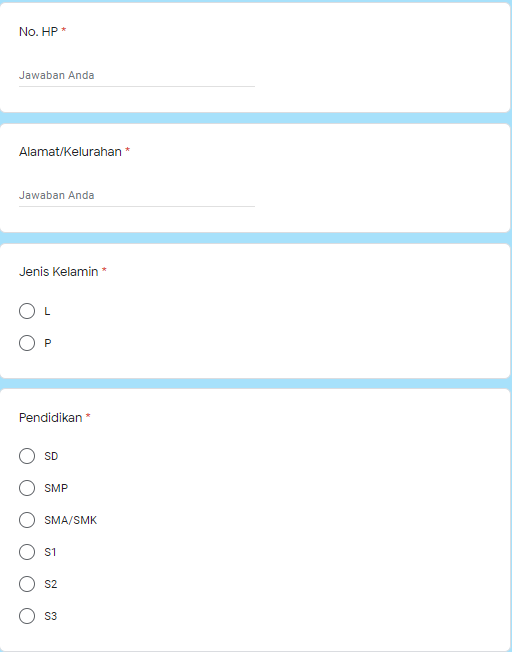 No. HP *
Jawaban Anda
Alamat/Kelurahan *
Jawaban Anda
Jenis Kelamin *
L
P
Pendidikan *
SD
SMP
SMA/SMK
S1
S2
S3